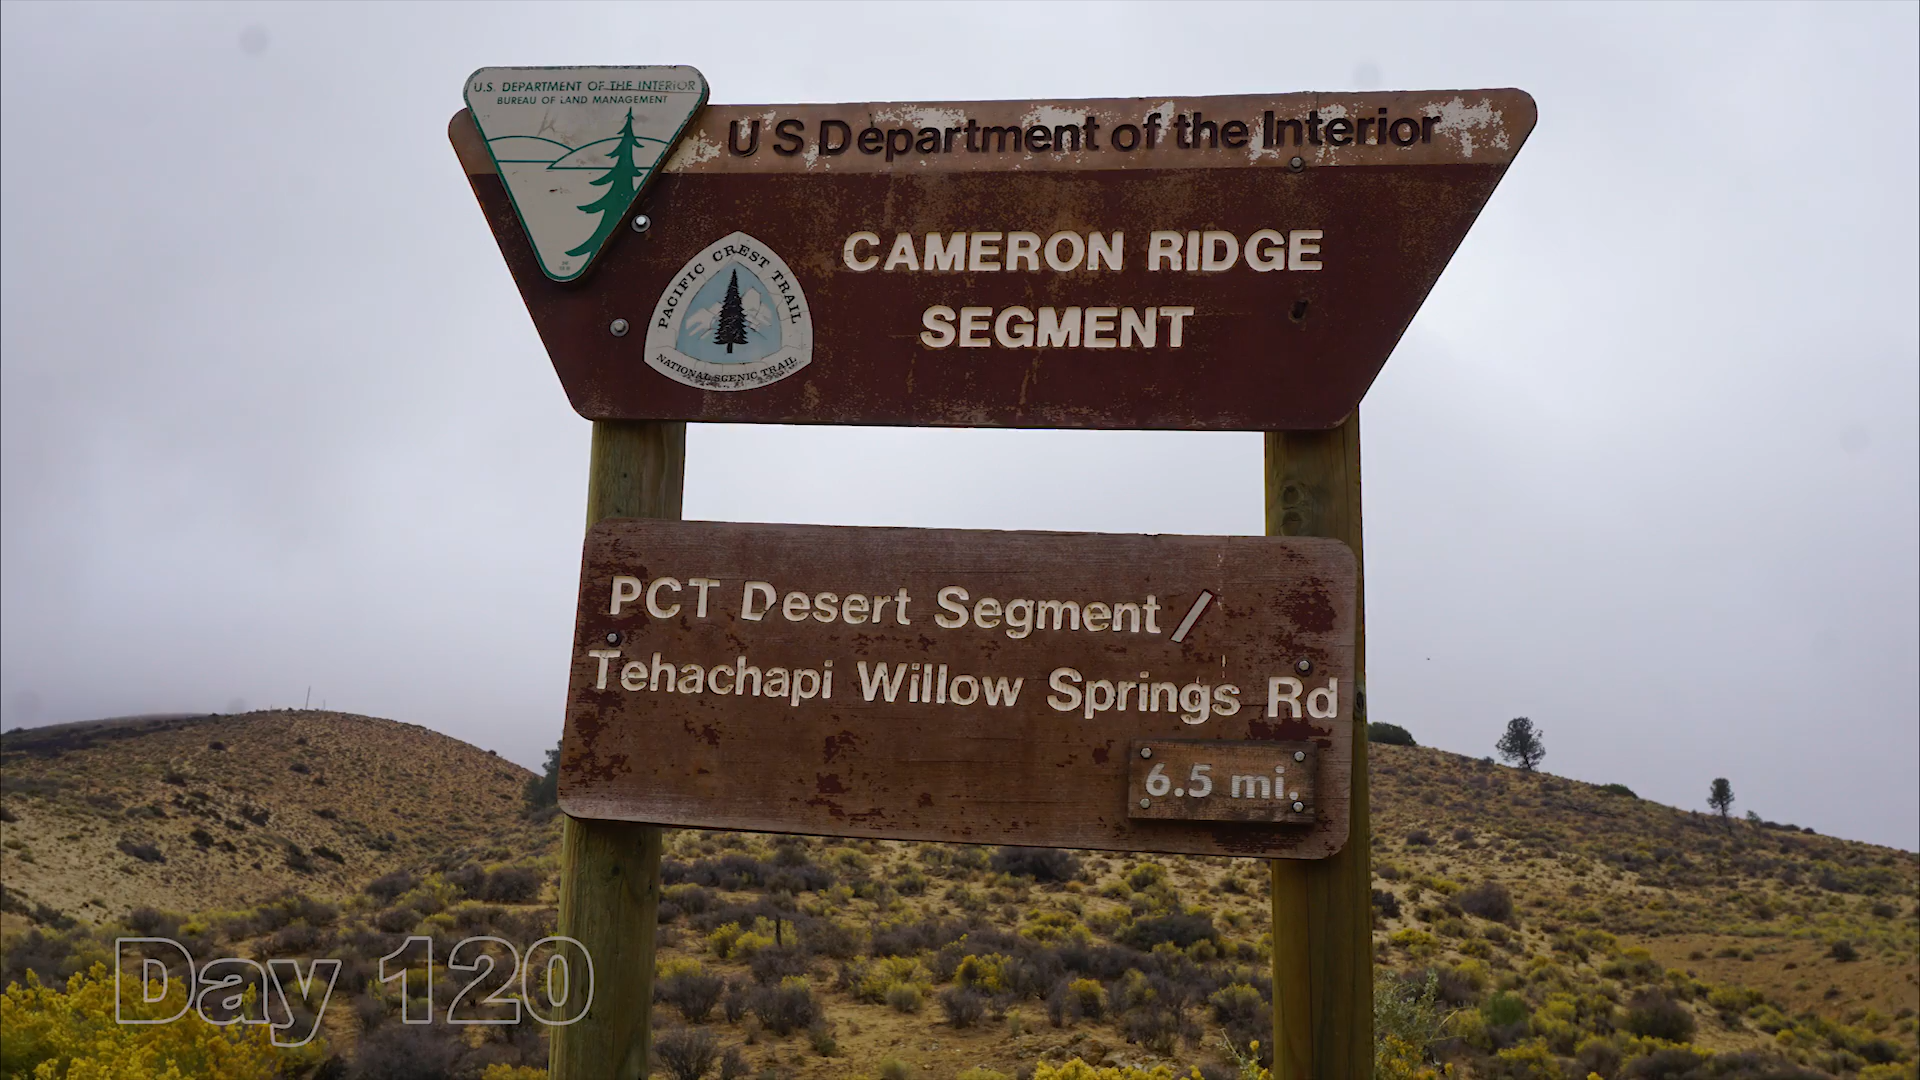 U.S. DEPARTMENT OF THE INTERIOR
BUREAU OF LAND MANAGEMENT
U S Department of the Interior
PACIFIC CREST TRAIL
NATIONAL SCENIC TRAIL
CAMERON RIDGE
SEGMENT
PCT Desert Segment /
Tehachapi Willow Springs Rd
6.5 mi.
Day 120